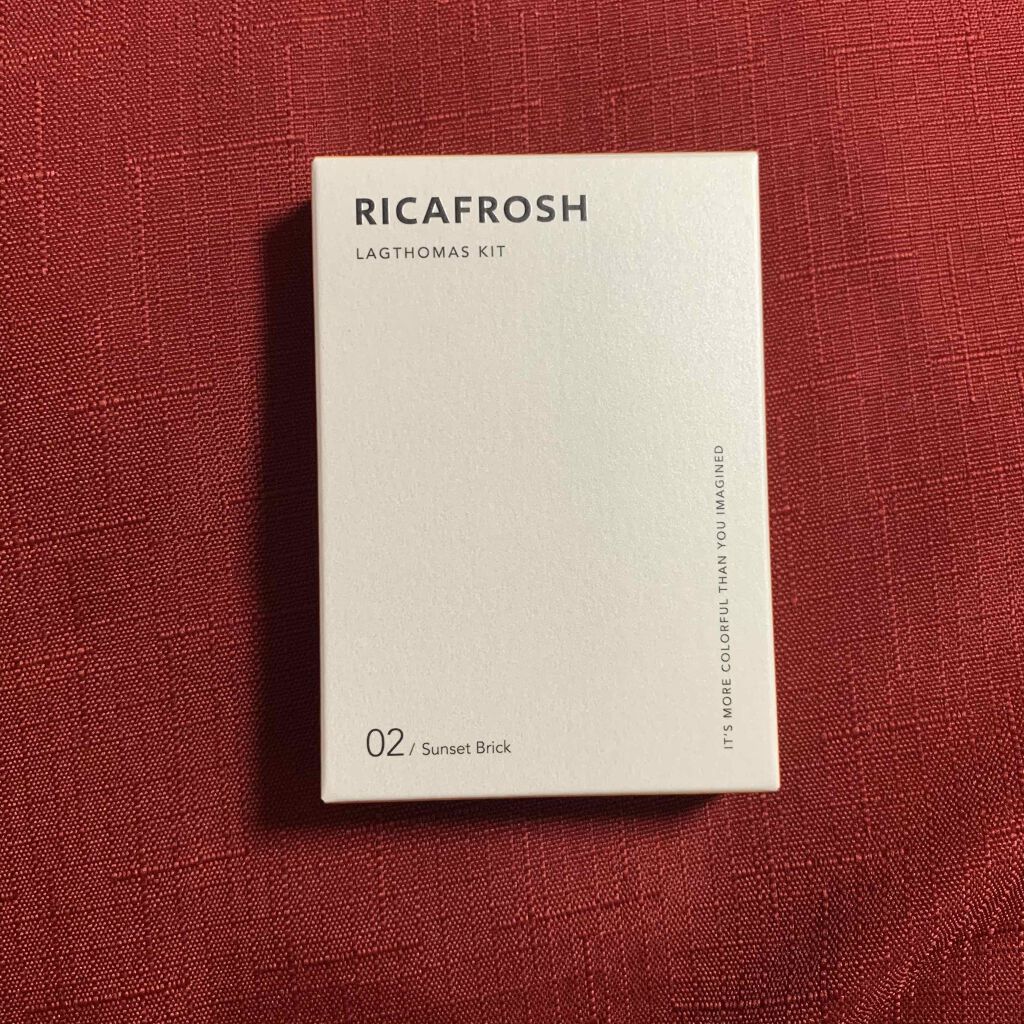 RICAFROSH
LAGTHOMAS KIT
IT'S MORE COLORFUL THAN YOU IMAGINED
02 / Sunset Brick